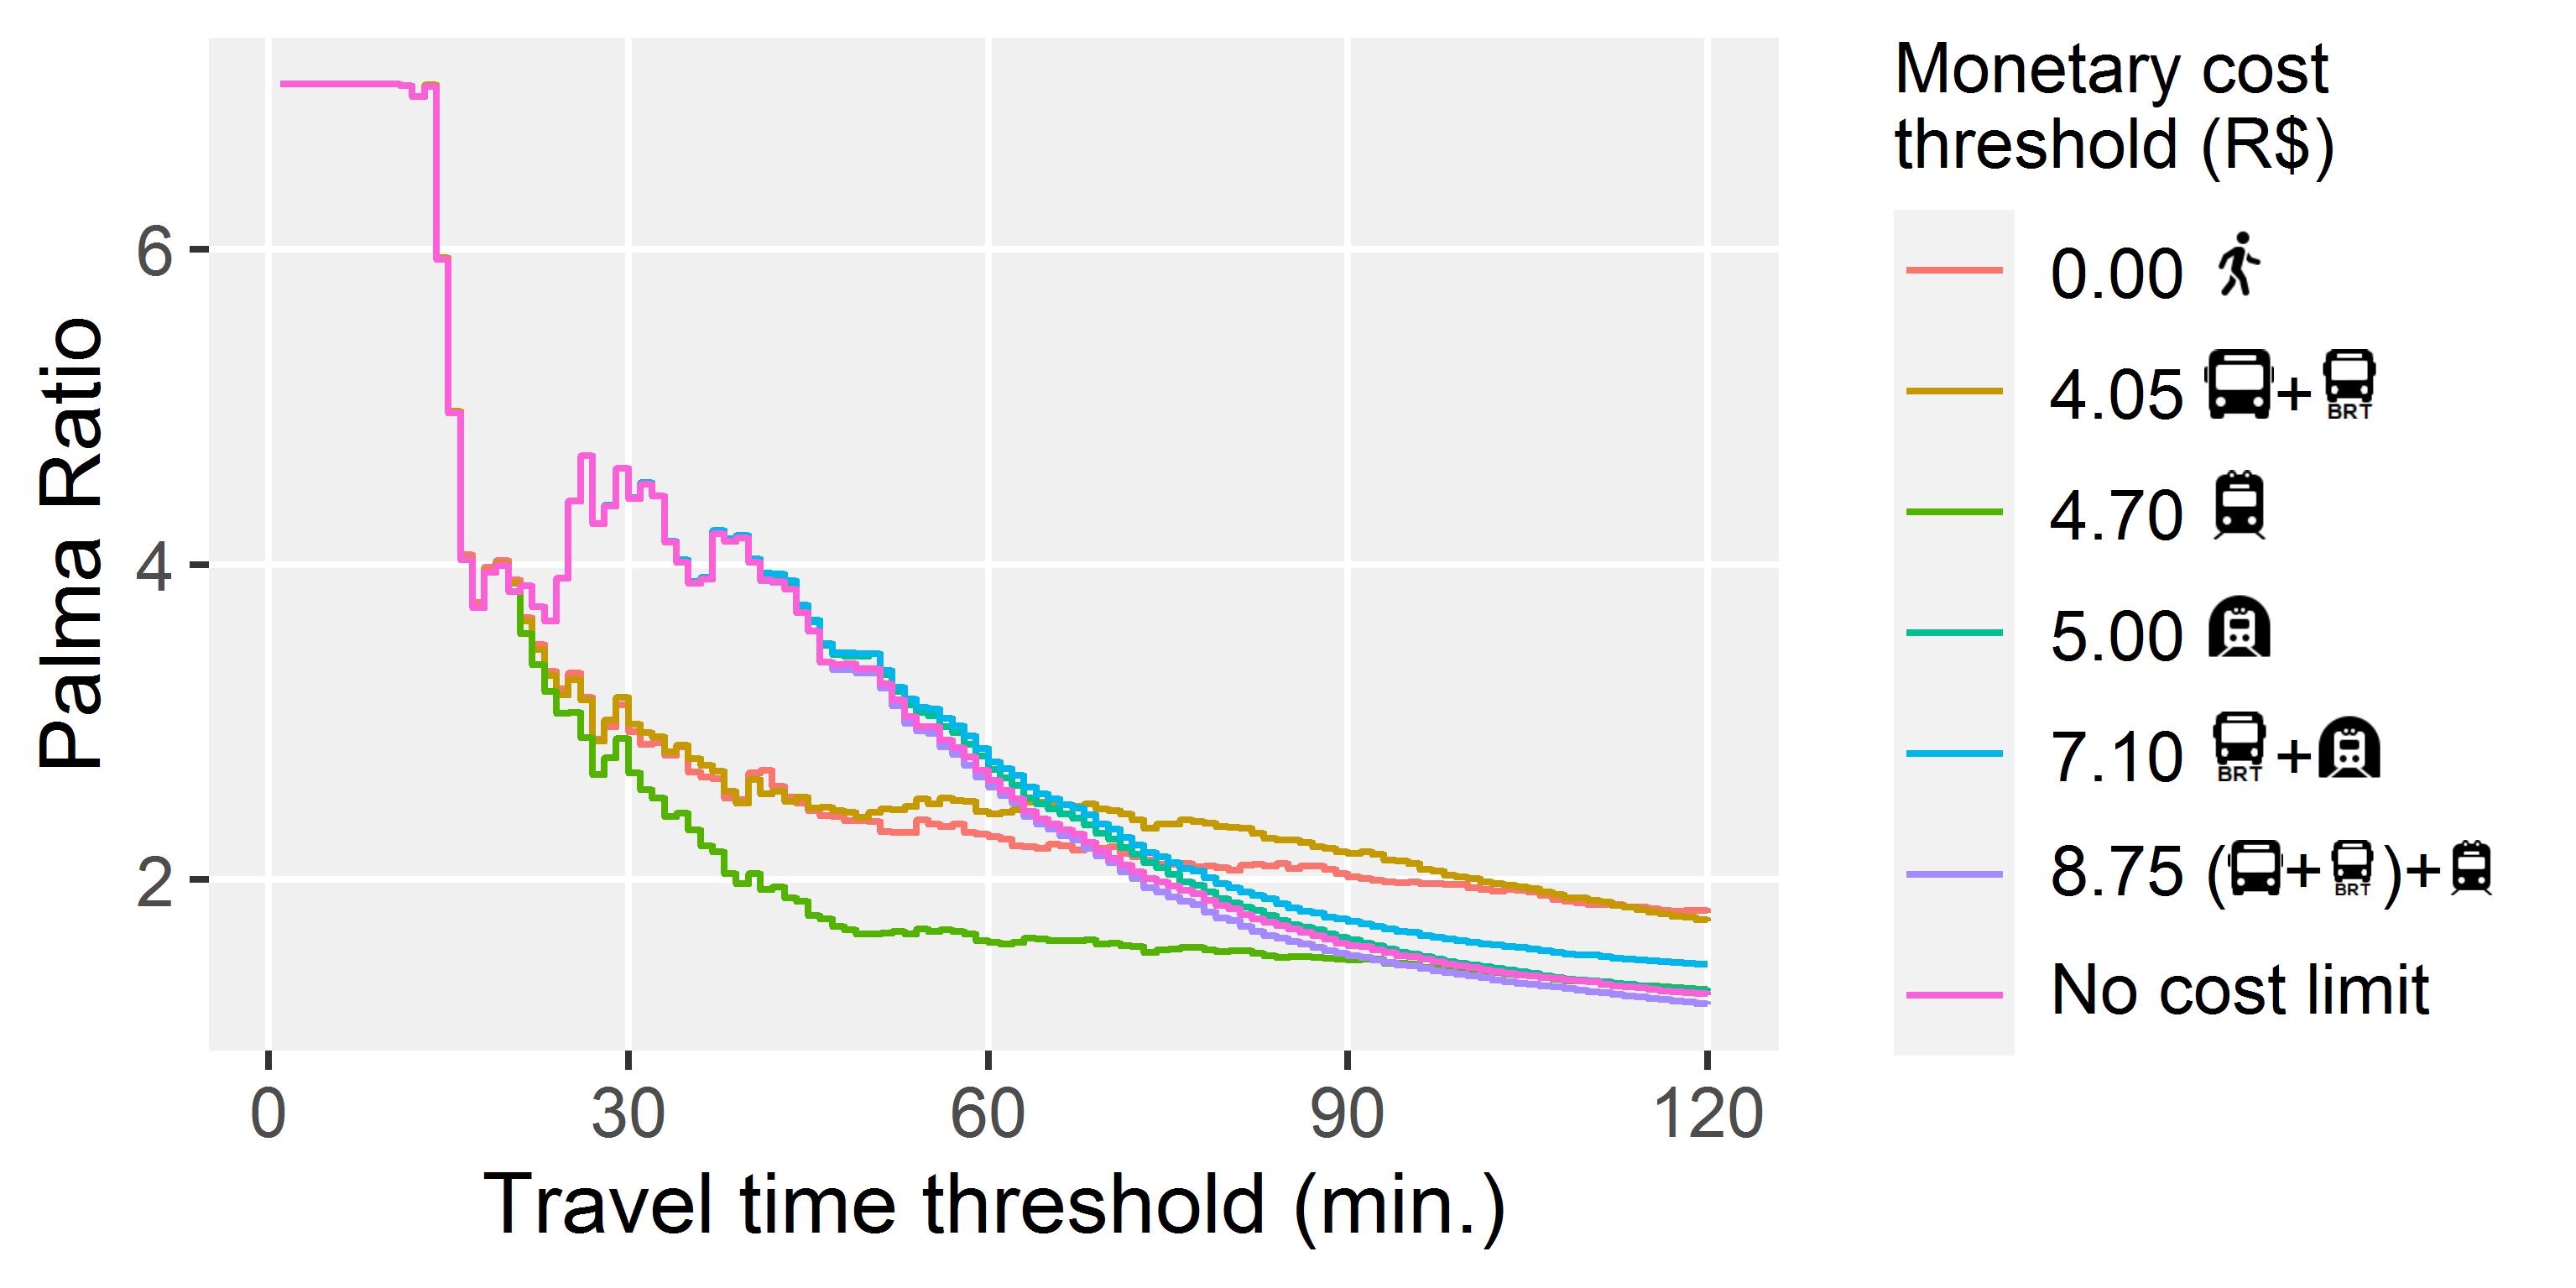 Palma Ratio
6
4
2
0 30 60 90 120
Travel time threshold (min.)
Monetary cost
threshold (R$)
0.00
4.05 + BRT
4.70
5.00
7.10 BRT +
8.75 ( + BRT )+
No cost limit